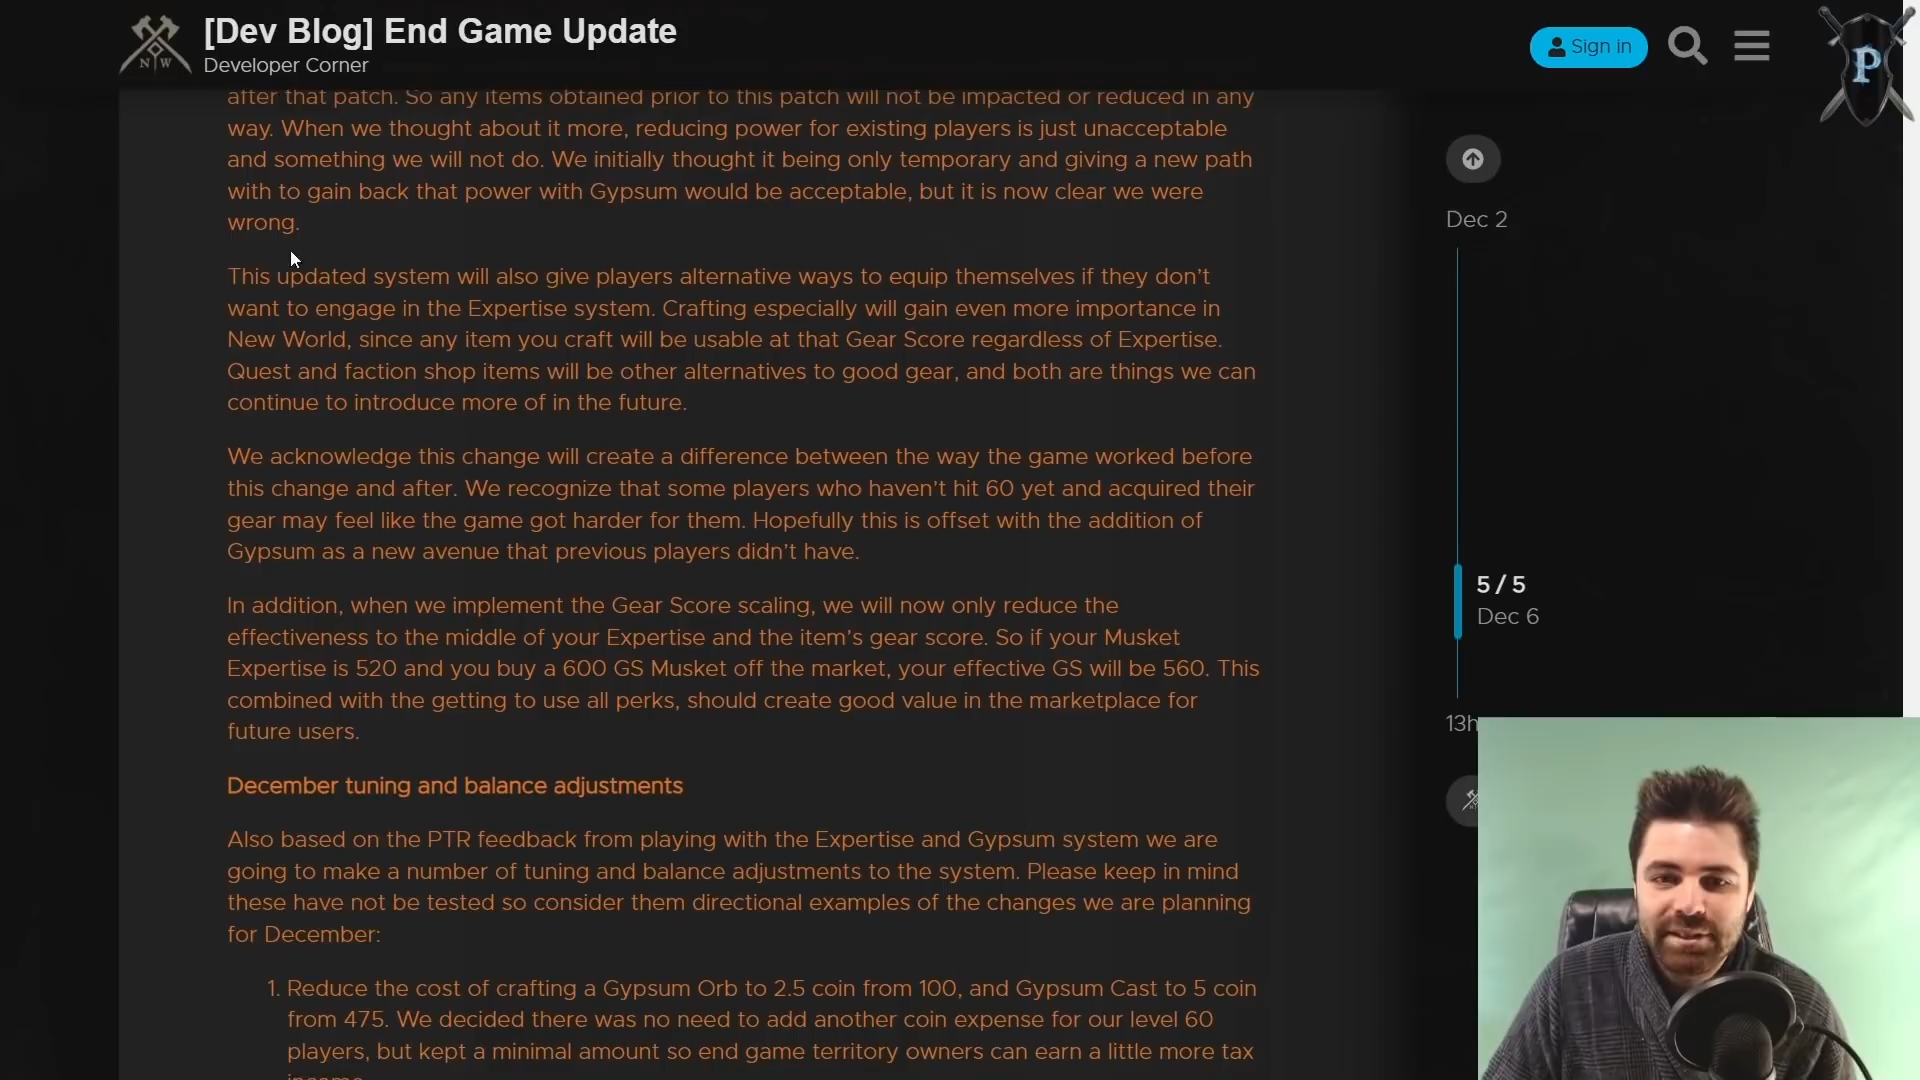 [Dev Blog] End Game Update
Developer Corner
Sign in
N W
P
after that patch. So any items obtained prior to this patch will not be impacted or reduced in any
way. When we thought about it more, reducing power for existing players is just unacceptable
and something we will not do. We initially thought it being only temporary and giving a new path
with to gain back that power with Gypsum would be acceptable, but it is now clear we were
wrong.
This updated system will also give players alternative ways to equip themselves if they don't
want to engage in the Expertise system. Crafting especially will gain even more importance in
New World, since any item you craft will be usable at that Gear Score regardless of Expertise.
Quest and faction shop items will be other alternatives to good gear, and both are things we can
continue to introduce more of in the future.
We acknowledge this change will create a difference between the way the game worked before
this change and after. We recognize that some players who haven't hit 60 yet and acquired their
gear may feel like the game got harder for them. Hopefully this is offset with the addition of
Gypsum as a new avenue that previous players didn't have.
In addition, when we implement the Gear Score scaling, we will now only reduce the
effectiveness to the middle of your Expertise and the item's gear score. So if your Musket
Expertise is 520 and you buy a 600 GS Musket off the market, your effective GS will be 560. This
combined with the getting to use all perks, should create good value in the marketplace for
future users.
December tuning and balance adjustments
Also based on the PTR feedback from playing with the Expertise and Gypsum system we are
going to make a number of tuning and balance adjustments to the system. Please keep in mind
these have not be tested so consider them directional examples of the changes we are planning
for December:
1. Reduce the cost of crafting a Gypsum Orb to 2.5 coin from 100, and Gypsum Cast to 5 coin
from 475. We decided there was no need to add another coin expense for our level 60
players, but kept a minimal amount so end game territory owners can earn a little more tax
Dec 2
5 / 5
Dec 6
13h